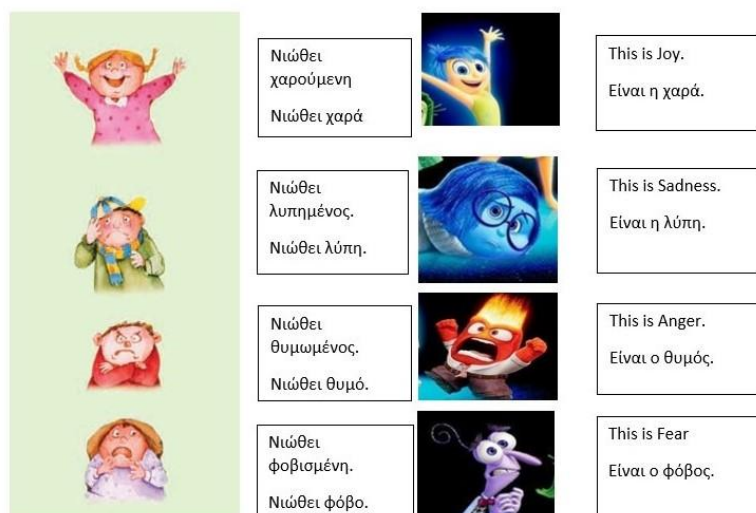 Νιώθει
χαρούμενη
Νιώθει χαρά
This is Joy.
Είναι η χαρά.
Νιώθει
λυπημένος.
Νιώθει λύπη.
This is Sadness.
Είναι η λύπη.
Νιώθει
θυμωμένος.
Νιώθει θυμό.
This is Anger.
Είναι ο θυμός.
Νιώθει
φοβισμένη.
Νιώθει φόβο.
This is Fear
Είναι ο φόβος.